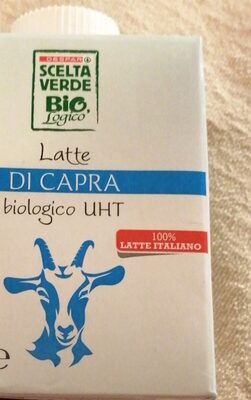 DESPAR
SCELTA
VERDE
BiO,
Logico
Latte
DI CAPRA
biologico UHT
100%
LATTE ITALIANO
e